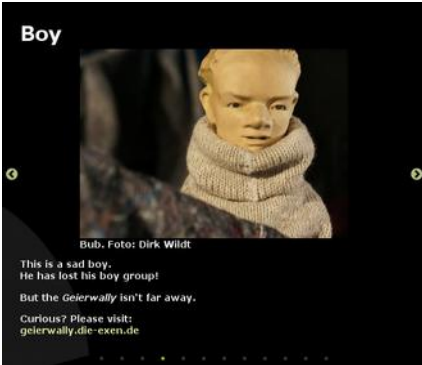 Boy
Bub. Foto: Dirk Wildt
This is a sad boy.
He has lost his boy group!
But the Geierwally isn't far away.
Curious? Please visit:
geierwally.die-exen.de